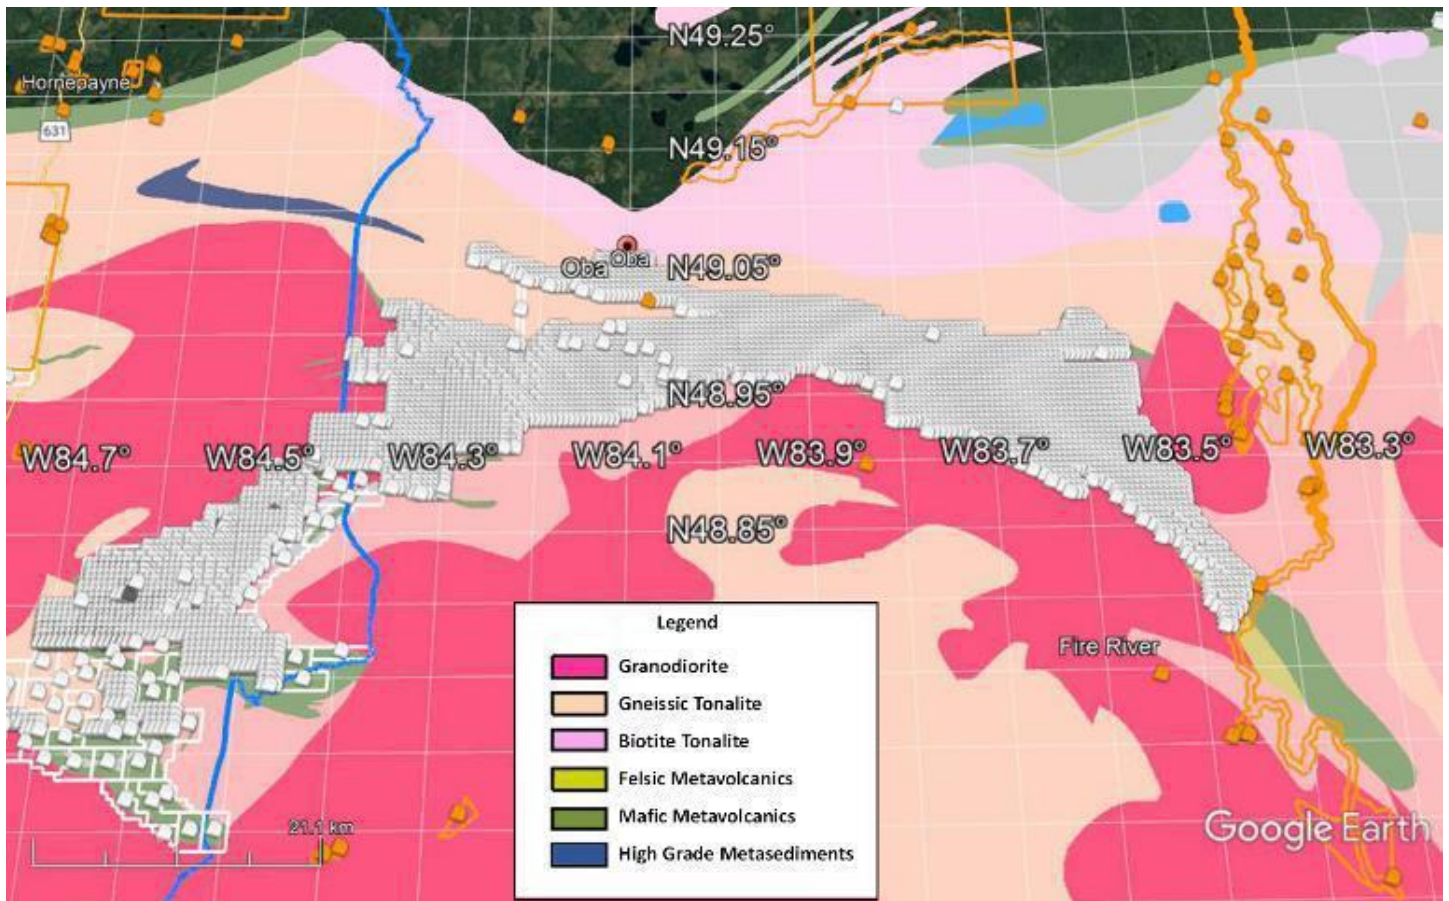 N49.25°
Hornepayne
631
N49.15°
Oba
Oba
N49.05°
N48.95°
W84.7°
W84.5°
W84.3°
W84.1°
W83.9°
W83.7°
W83.5°
W83.3°
N48.85°
Legend
Granodiorite
Gneissic Tonalite
Biotite Tonalite
Felsic Metavolcanics
Mafic Metavolcanics
High Grade Metasediments
Fire River
21.1 km
Google Earth